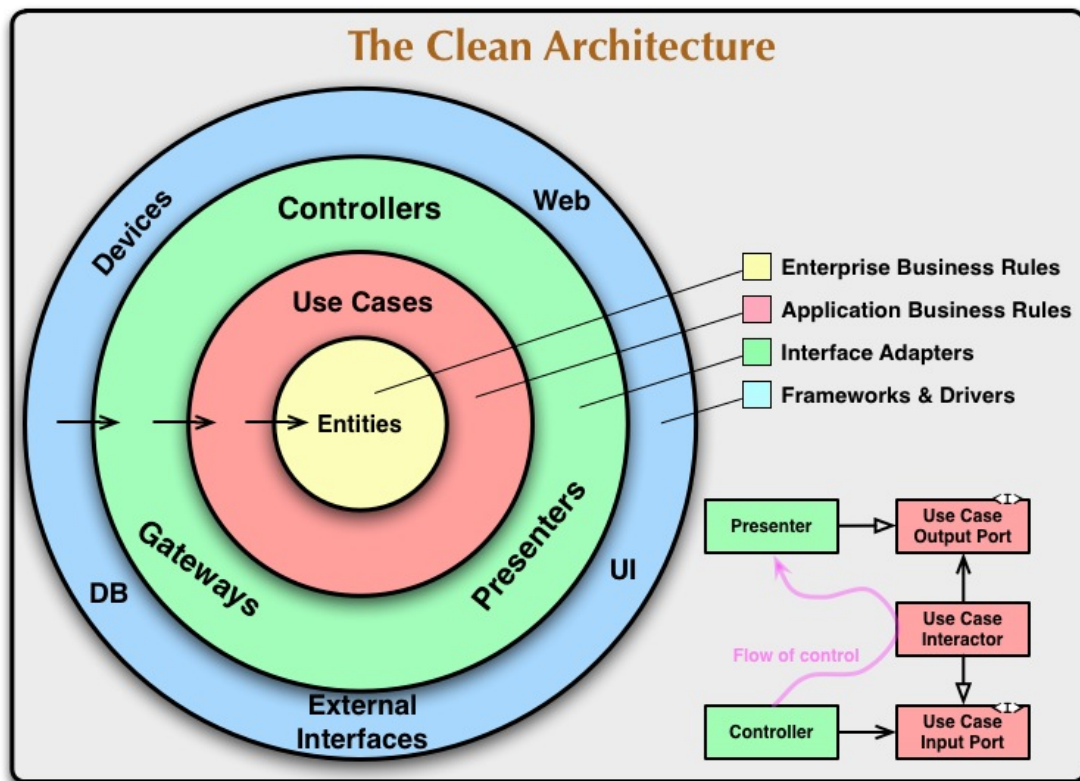 The Clean Architecture
Devices
Web
Controllers
Use Cases
Entities
Gateways
Presenters
DB
UI
External
Interfaces
Enterprise Business Rules
Application Business Rules
Interface Adapters
Frameworks & Drivers
Presenter
<I>
Use Case
Output Port
Use Case
Interactor
Flow of control
Controller
<I>
Use Case
Input Port